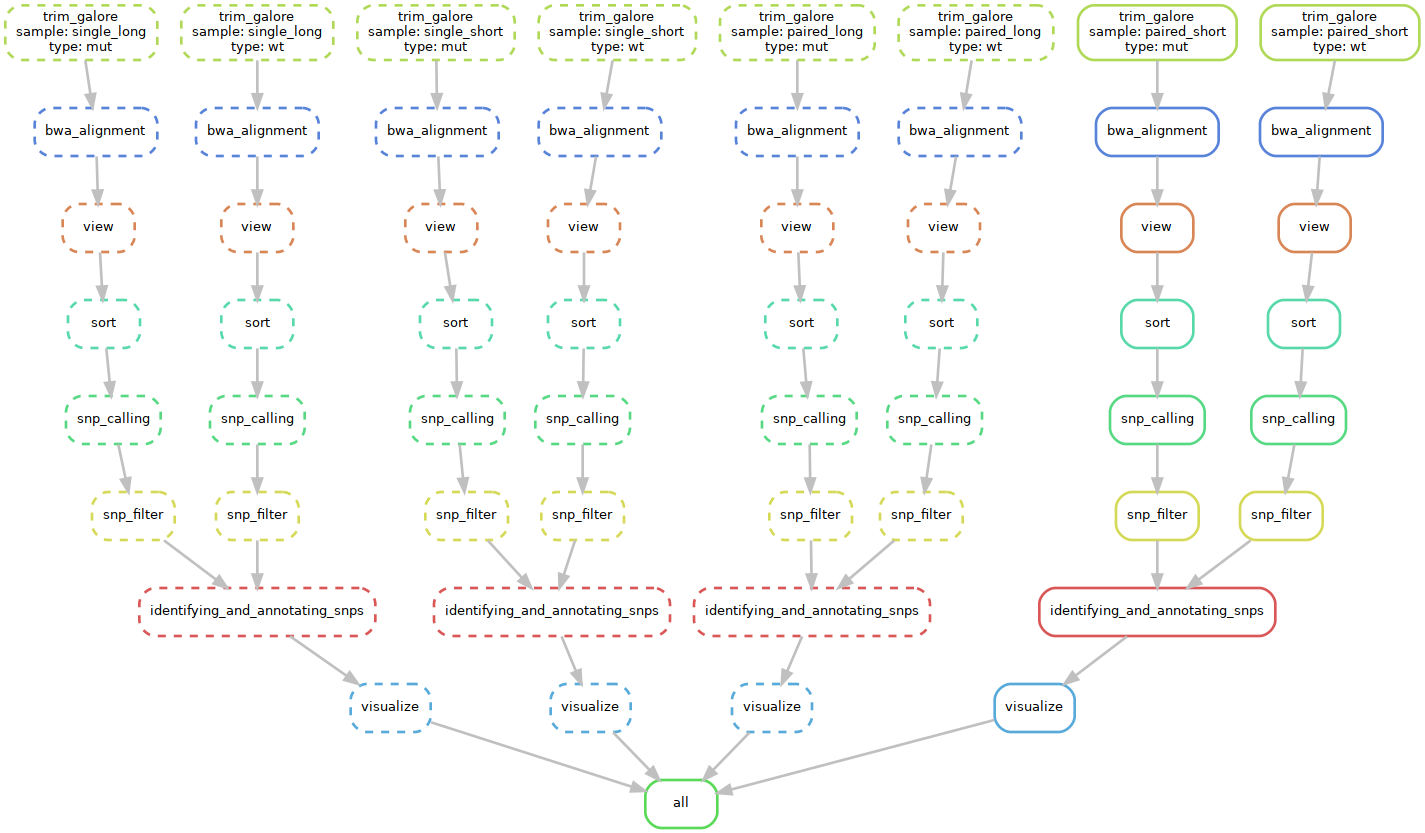 trim_galore
sample: single_long
type: mut
trim_galore
sample: single_long
type: wt
trim_galore
sample: single_short
type: mut
trim_galore
sample: single_short
type: wt
trim_galore
sample: paired_long
type: mut
trim_galore
sample: paired_long
type: wt
trim_galore
sample: paired_short
type: mut
trim_galore
sample: paired_short
type: wt
bwa_alignment
bwa_alignment
bwa_alignment
bwa_alignment
bwa_alignment
bwa_alignment
bwa_alignment
bwa_alignment
view
view
view
view
view
view
view
view
sort
sort
sort
sort
sort
sort
sort
sort
snp_calling
snp_calling
snp_calling
snp_calling
snp_calling
snp_calling
snp_calling
snp_calling
snp_filter
snp_filter
snp_filter
snp_filter
snp_filter
snp_filter
snp_filter
snp_filter
identifying_and_annotating_snps
identifying_and_annotating_snps
identifying_and_annotating_snps
identifying_and_annotating_snps
visualize
visualize
visualize
visualize
all